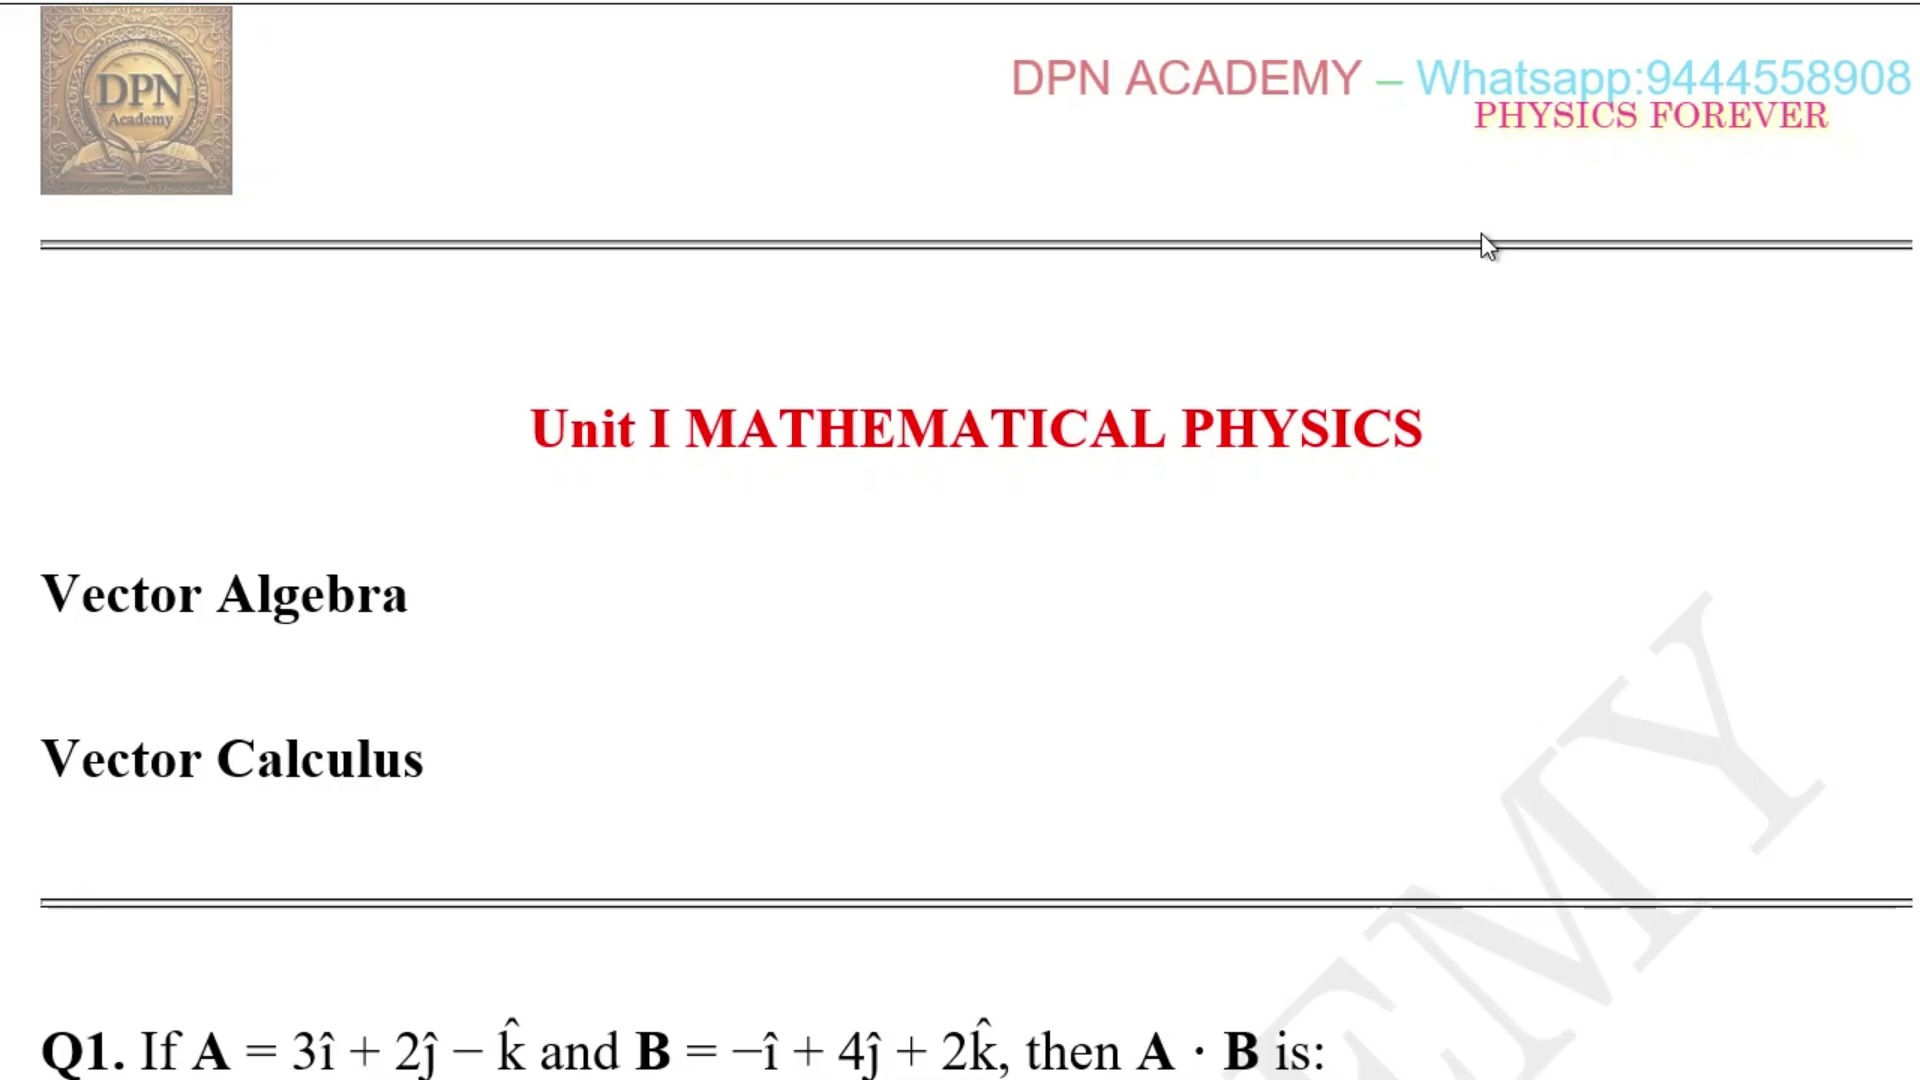 DPN
Academy
DPN ACADEMY – Whatsapp:9444558908
PHYSICS FOREVER
Unit I MATHEMATICAL PHYSICS
Vector Algebra
Vector Calculus
Q1. If A = 3î + 2ĵ − k̂ and B = −î + 4ĵ + 2k̂, then A · B is:
EMY